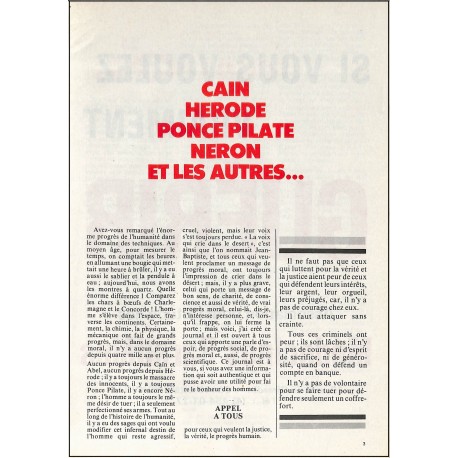 CAIN
HERODE
PONCE PILATE
NERON
ET LES AUTRES...
Avez-vous remarqué l'énor-
me progrès de l'humanité dans
le domaine des techniques. Au
moyen âge, pour mesurer le
temps, on comptait les heures
en allumant une bougie qui met-
tait une heure à brûler, il y a eu
aussi le sablier et la pendule à
eau ; aujourd'hui, nous avons
les montres à quartz. Quelle
énorme différence ! Comparez
les chars à bœufs de Charle-
magne et le Concorde ! L'hom-
me s'élève dans l'espace, tra-
verse les continents. Certaine-
ment, la chimie, la physique, la
mécanique ont fait de grands
progrès, mais, dans le domaine
moral, il n'y a aucun progrès
depuis quatre mille ans et plus.
Aucun progrès depuis Caïn et
Abel, aucun progrès depuis Hé-
rode ; il y a toujours le massacre
des innocents, il y a toujours
Ponce Pilate, il y a encore Né-
ron ; l'homme a toujours le mê-
me désir de tuer ; il a seulement
perfectionné ses armes. Tout au
long de l'histoire de l'humanité,
il y a eu des sages qui ont voulu
modifier cet infernal destin de
l'homme qui reste agressif,
cruel, violent, mais leur voix
s'est toujours perdue. « La voix
qui crie dans le desert », c'est
ainsi que l'on nommait Jean-
Baptiste, et tous ceux qui veu-
lent proclamer un message de
progrès moral, ont toujours
l'impression de crier dans le
désert ; mais, il y a plus grave,
celui qui porte un message de
bon sens, de charité, de cons-
cience et aussi de vérité, de vrai
progrès moral, celui-là, dis-je,
n'intéresse personne, et, lors-
qu'il frappe, on lui ferme la
porte ; mais voici, j'ai créé ce
journal et il est ouvert à tous
ceux qui apporte une parole d'es-
poir, de progrès social, de pro-
grès moral et, aussi, de progrès
scientifique. Ce journal est à
vous, si vous avez une informa-
tion qui soit authentique et qui
puisse avoir une utilité pour fai-
re le bonheur des hommes.
APPEL
A TOUS
pour ceux qui veulent la justice,
la vérité, le progrès humain.
Il ne faut pas que ceux
qui luttent pour la vérité et
la justice aient peur de ceux
qui défendent leurs intérêts,
leur argent, leur orgueil,
leurs préjugés, car, il n'y a
pas de courage chez eux.
Il faut attaquer sans
crainte.
Tous ces criminels ont
peur ; ils sont lâches ; il n'y
a pas de courage ni d'esprit
de sacrifice, ni de générosi-
té, quand on défend un
compte en banque.
Il n'y a pas de volontaire
pour se faire tuer pour dé-
fendre seulement un coffre-
fort.